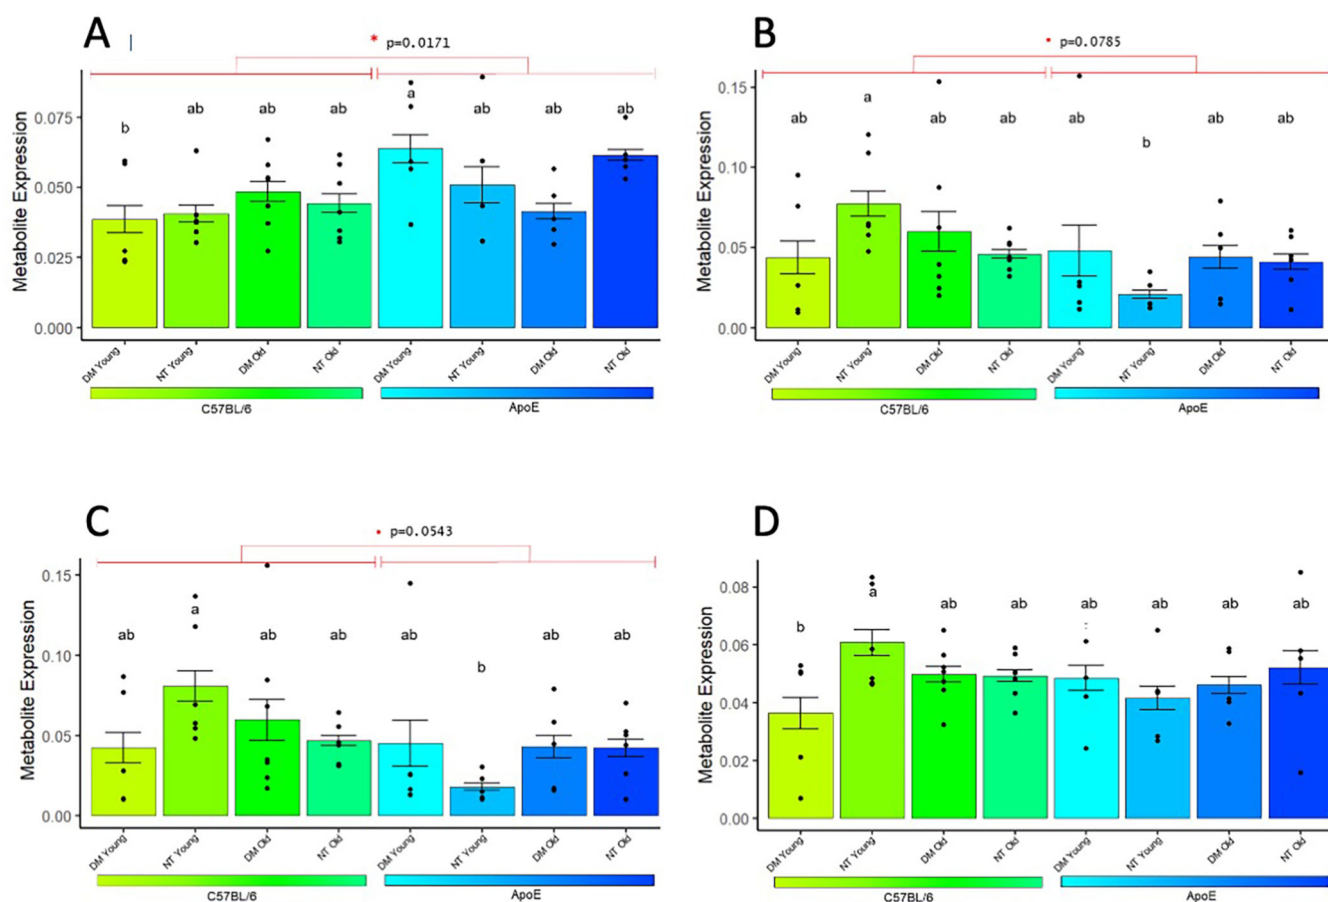 A
* p=0.0171
Metabolite Expression
0.075
0.050
0.025
0.000
b
ab
ab
ab
a
ab
ab
ab
DM Young
NT Young
DM Old
NT Old
DM Young
NT Young
DM Old
NT Old
C57BL/6
ApoE
B
p=0.0785
Metabolite Expression
0.15
0.10
0.05
0.00
ab
a
ab
ab
ab
b
ab
ab
DM Young
NT Young
DM Old
NT Old
DM Young
NT Young
DM Old
NT Old
C57BL/6
ApoE
C
p=0.0543
Metabolite Expression
0.15
0.10
0.05
0.00
ab
a
ab
ab
ab
b
ab
ab
DM Young
NT Young
DM Old
NT Old
DM Young
NT Young
DM Old
NT Old
C57BL/6
ApoE
D
Metabolite Expression
0.08
0.06
0.04
0.02
0.00
b
a
ab
ab
ab
ab
ab
ab
DM Young
NT Young
DM Old
NT Old
DM Young
NT Young
DM Old
NT Old
C57BL/6
ApoE